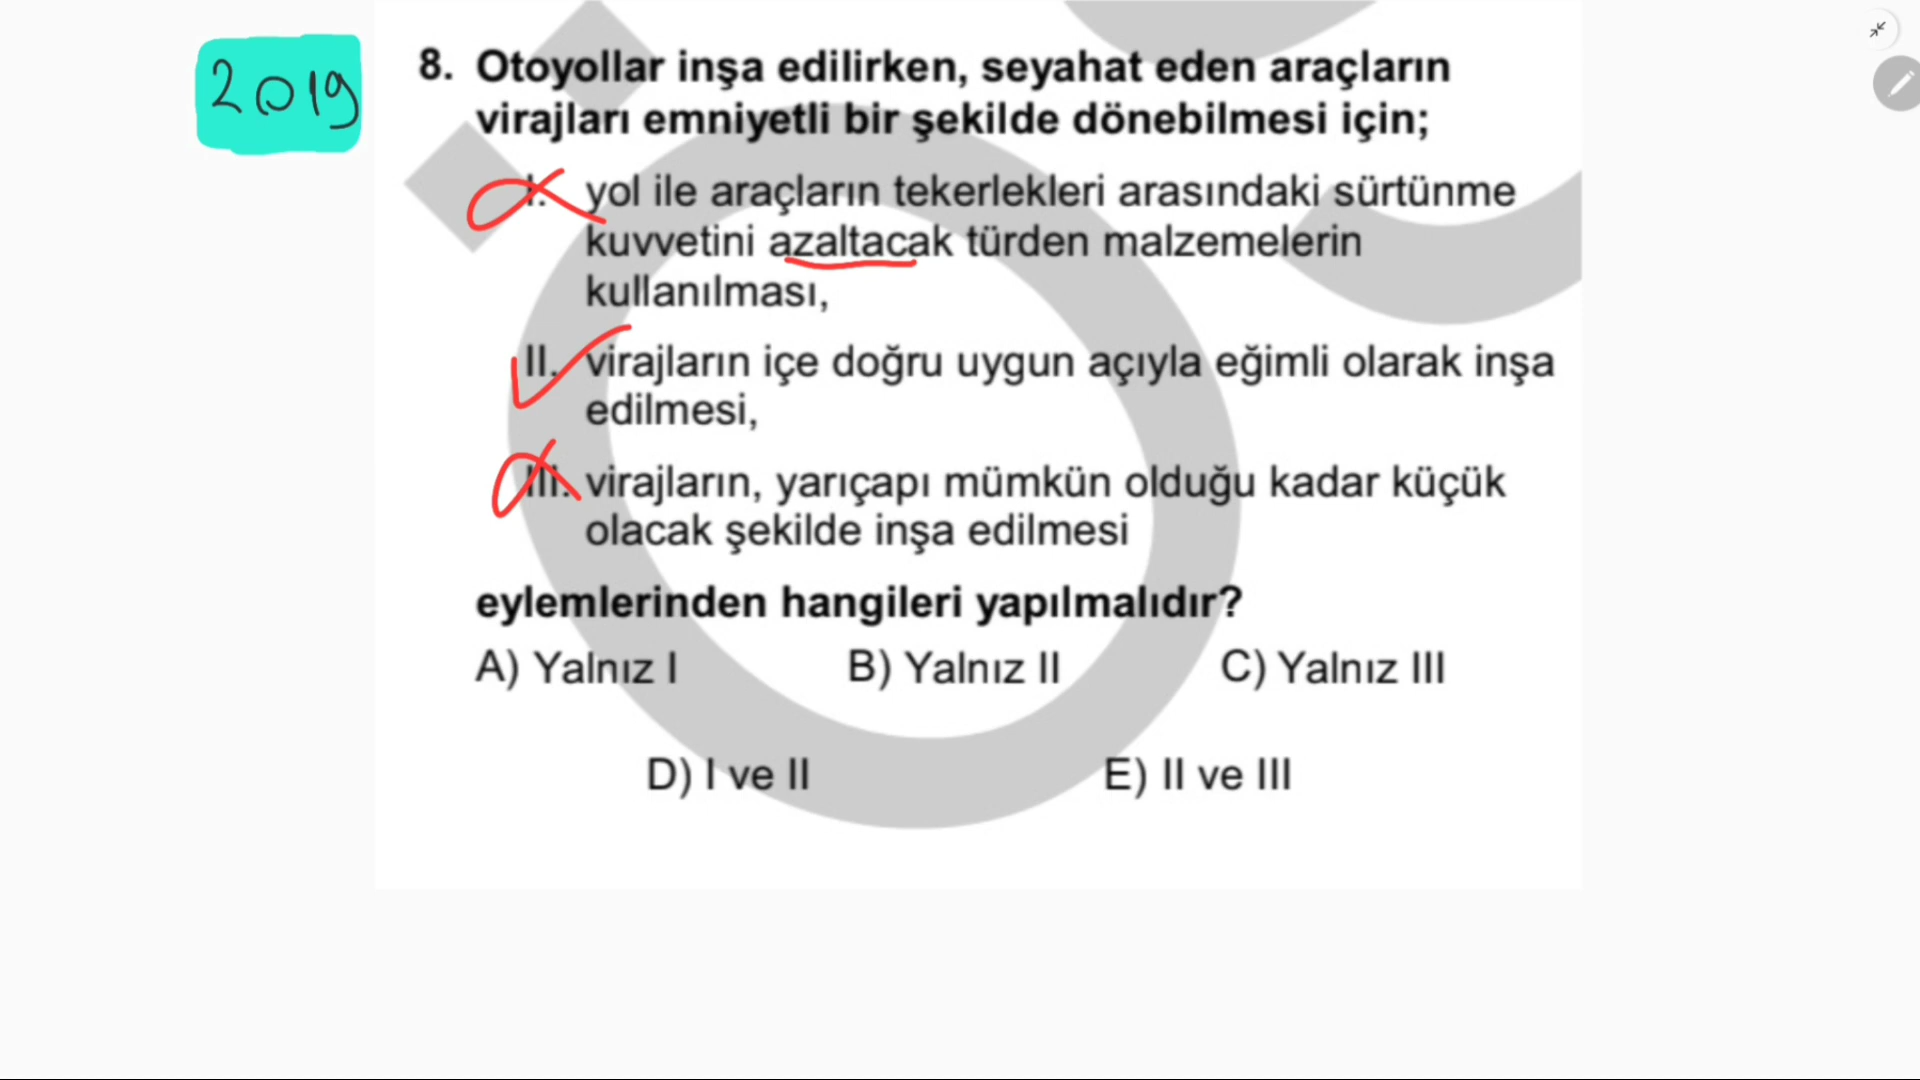 2019
8. Otoyollar inşa edilirken, seyahat eden araçların
virajları emniyetli bir şekilde dönebilmesi için;
I. yol ile araçların tekerlekleri arasındaki sürtünme
kuvvetini azaltacak türden malzemelerin
kullanılması,
II. virajların içe doğru uygun açıyla eğimli olarak inşa
edilmesi,
III. virajların, yarıçapı mümkün olduğu kadar küçük
olacak şekilde inşa edilmesi
eylemlerinden hangileri yapılmalıdır?
A) Yalnız I B) Yalnız II C) Yalnız III
D) I ve II E) II ve III